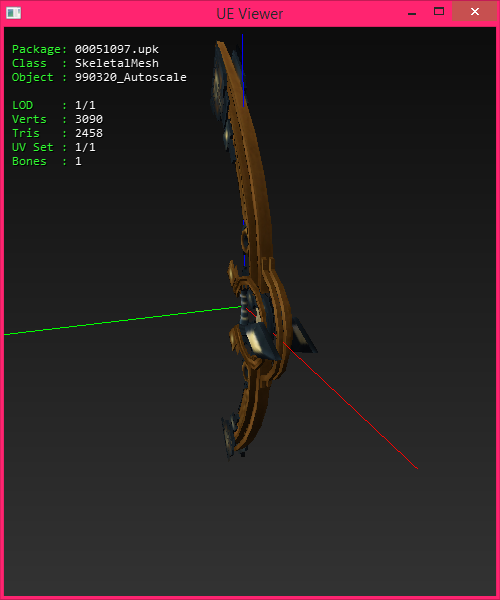 UE Viewer
Package: 00051097.upk
Class  : SkeletalMesh
Object : 990320_Autoscale
LOD    : 1/1
Verts  : 3090
Tris   : 2458
UV Set : 1/1
Bones  : 1